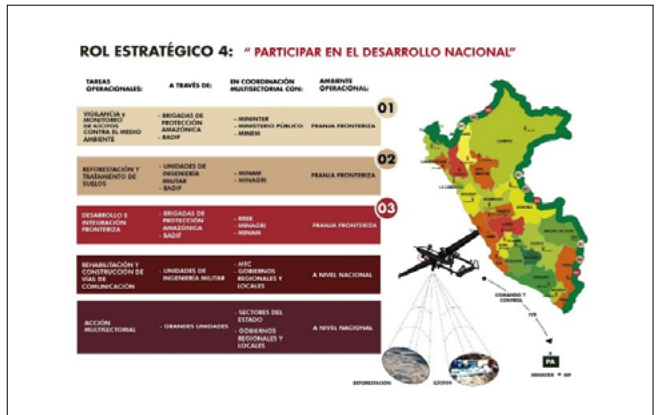 ROL ESTRATÉGICO 4: “ PARTICIPAR EN EL DESARROLLO NACIONAL”
TAREAS
OPERACIONALES:
A TRAVÉS DE:
EN COORDINACIÓN
MULTISECTORIAL CON:
AMBIENTE
OPERACIONAL:
01
VIGILANCIA y
MONITOREO
DE ILÍCITOS
CONTRA EL MEDIO
AMBIENTE
- BRIGADAS DE
PROTECCIÓN
AMAZÓNICA
- BADIF
- MININTER
- MINISTERIO PÚBLICO
- MINEM
FRANJA FRONTERIZA
02
REFORESTACIÓN Y
TRATAMIENTO DE
SUELOS
- UNIDADES DE
INGENIERÍA
MILITAR
- BADIF
- MINAM
- MINAGRI
FRANJA FRONTERIZA
03
DESARROLLO E
INTEGRACIÓN
FRONTERIZA
- BRIGADAS DE
PROTECCIÓN
AMAZÓNICA
- BADIF
- RREE
- MINAGRI
- MINAM
FRANJA FRONTERIZA
REHABILITACIÓN Y
CONSTRUCCIÓN DE
VÍAS DE
COMUNICACIÓN
- UNIDADES DE
INGENIERÍA MILITAR
- MTC
- GOBIERNOS
REGIONALES Y
LOCALES
A NIVEL NACIONAL
ACCIÓN
MULTISECTORIAL
- GRANDES UNIDADES
- SECTORES DEL
ESTADO
- GOBIERNOS
REGIONALES Y
LOCALES
A NIVEL NACIONAL
LORETO
LA LIBERTAD
COMANDO Y
CONTROL
PA
MININTER
MP
DEFORESTACIÓN
ILÍCITOS